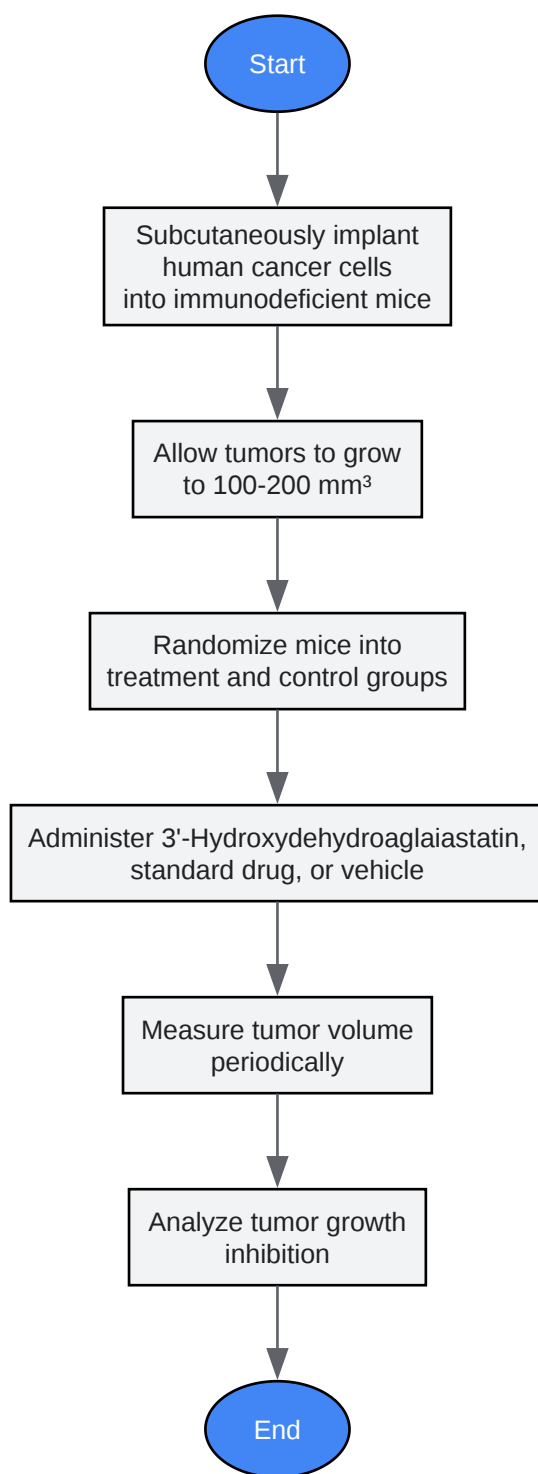 Start
Subcutaneously implant
human cancer cells
into immunodeficient mice
Allow tumors to grow
to 100-200 mm³
Randomize mice into
treatment and control groups
Administer 3'-Hydroxydehydroaglaiastatin,
standard drug, or vehicle
Measure tumor volume
periodically
Analyze tumor growth
inhibition
End